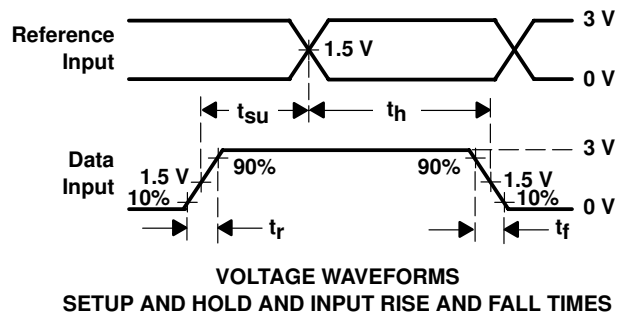 Reference
Input
3 V
1.5 V
0 V
tsu
th
Data
Input
3 V
1.5 V
90%
90%
1.5 V
10%
10%
0 V
tr
tf
VOLTAGE WAVEFORMS
SETUP AND HOLD AND INPUT RISE AND FALL TIMES